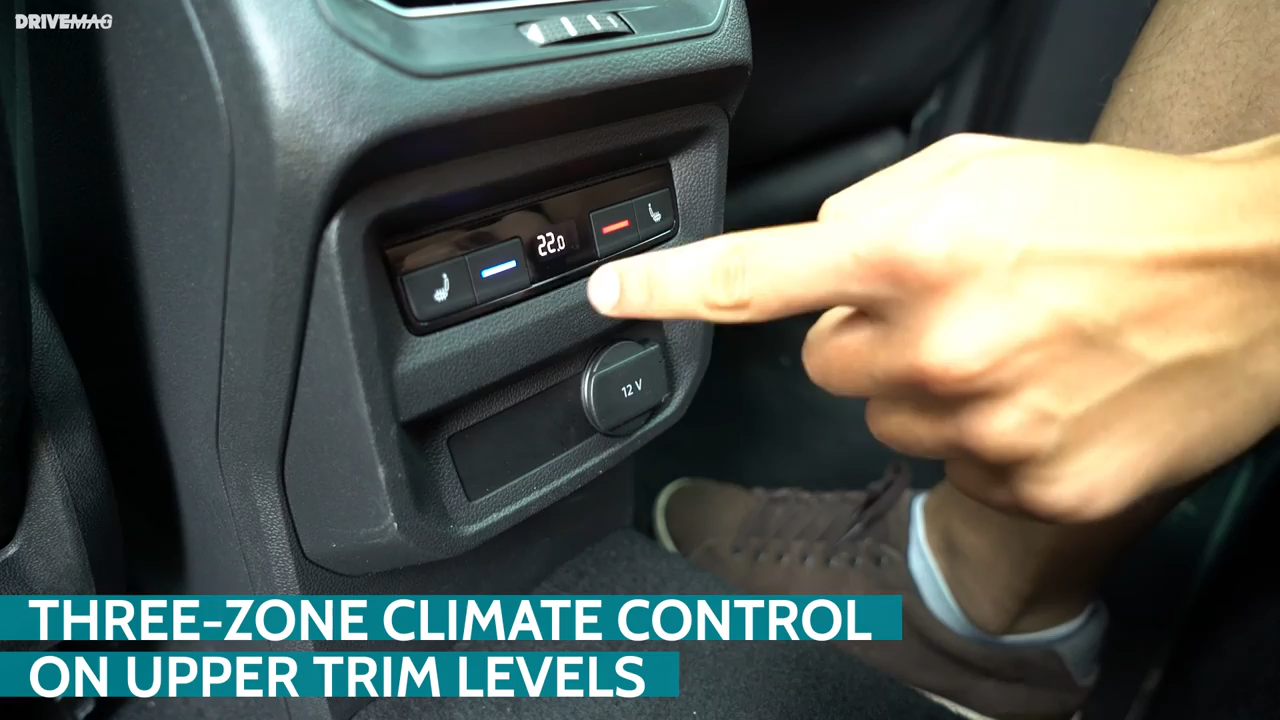 DRIVEMAG
22.0
12 V
THREE-ZONE CLIMATE CONTROL
ON UPPER TRIM LEVELS